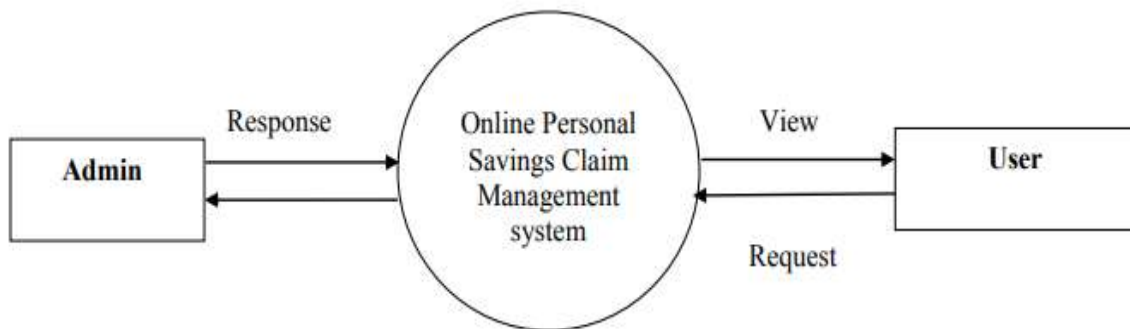 Response
Admin
Online Personal
Savings Claim
Management
system
View
User
Request